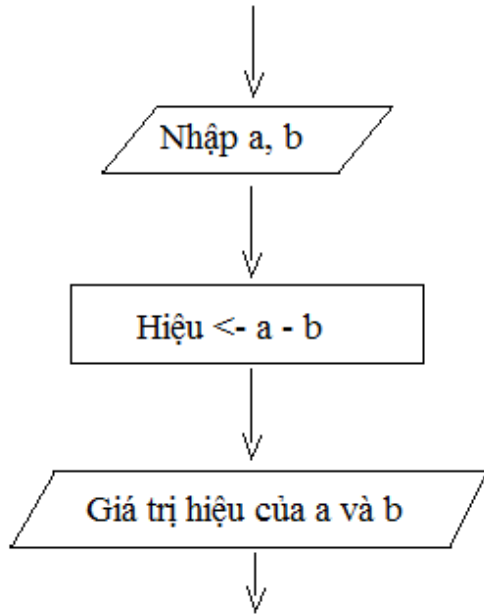 Nhập a, b
Hiệu <- a - b
Giá trị hiệu của a và b